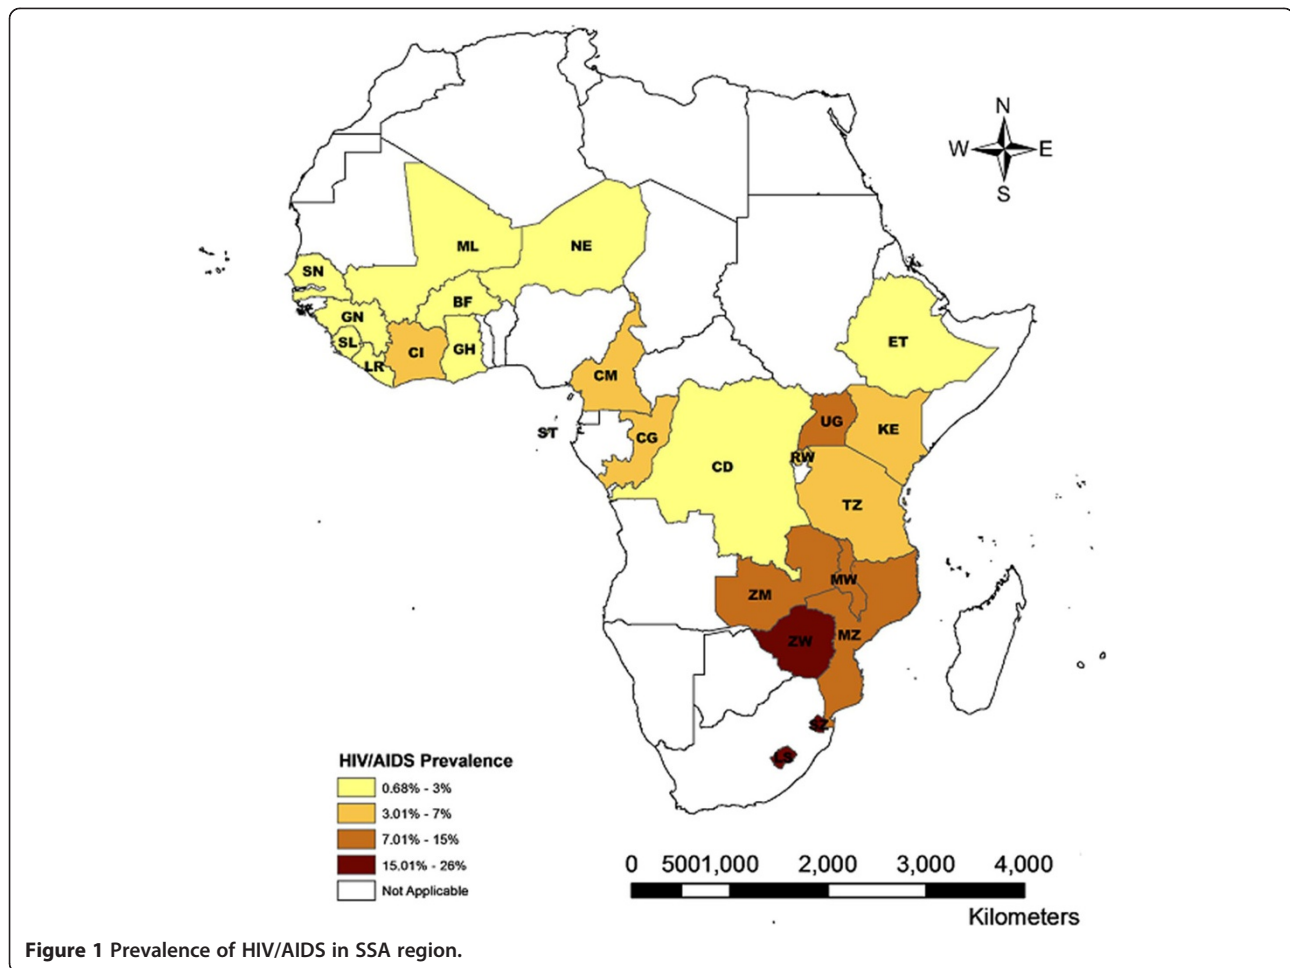 N
W E
S
ML
NE
SN
BF
GN
ET
SL
CI
GH
LR
CM
UG
KE
ST
CG
RW
CD
TZ
MW
ZM
MZ
ZW
SZ
LS
HIV/AIDS Prevalence
0.68% - 3%
3.01% - 7%
7.01% - 15%
15.01% - 26%
Not Applicable
0 5001,000 2,000 3,000 4,000
Kilometers
Figure 1 Prevalence of HIV/AIDS in SSA region.